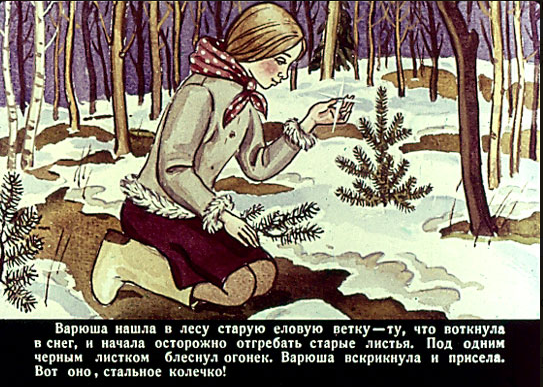 Варюша нашла в лесу старую еловую ветку—ту, что воткнула
в снег, и начала осторожно отгребать старые листья. Под одним
черным листком блеснул огонек. Варюша вскрикнула и присела.
Вот оно, стальное колечко!